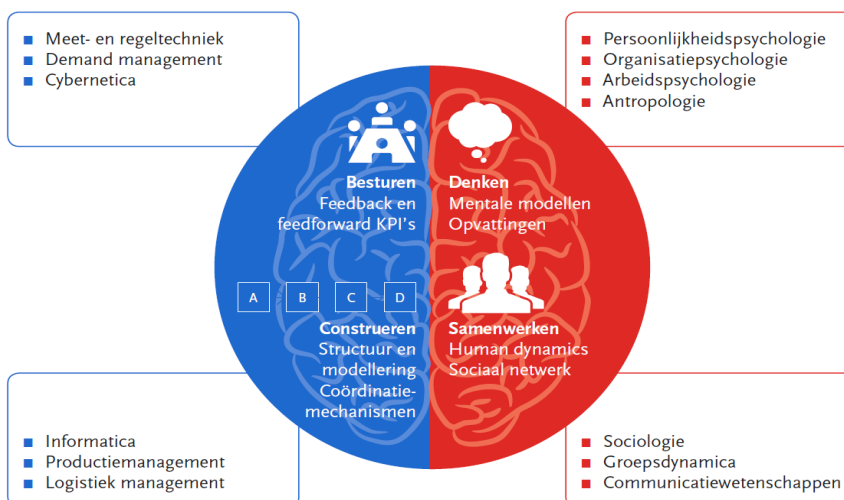 Meet- en regeltechniek
Demand management
Cybernetica
Persoonlijkheidspsychologie
Organisatiepsychologie
Arbeidspsychologie
Antropologie
Besturen
Feedback en
feedforward KPI's
Denken
Mentale modellen
Opvattingen
A B C D
Construeren
Structuur en
modellering
Coördinatie-
mechanismen
Samenwerken
Human dynamics
Sociaal netwerk
Informatica
Productiemanagement
Logistiek management
Sociologie
Groepsdynamica
Communicatiewetenschappen